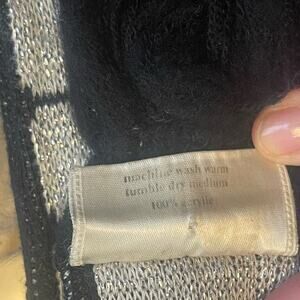 machine wash warm
tumble dry medium
100% acrylic